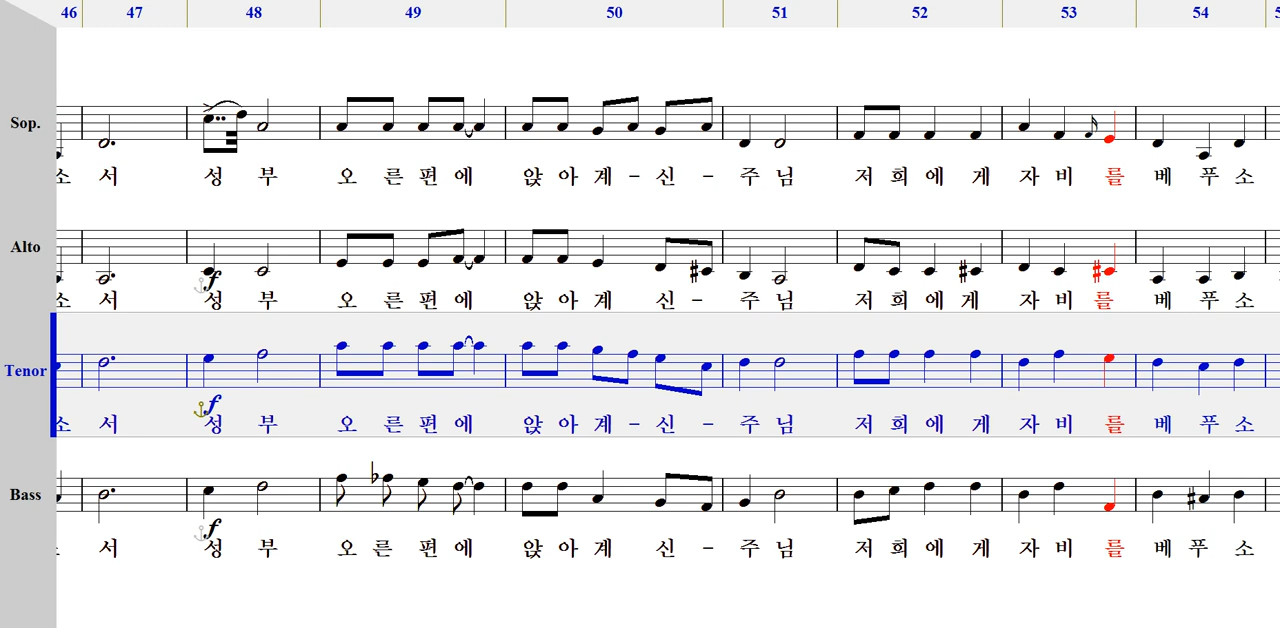 46 47 48 49 50 51 52 53 54
Sop.
소 서 성 부 오 른 편 에 앉 아 계 - 신 - 주 님 저 희 에 게 자 비 를 베 푸 소
Alto
f
소 서 성 부 오 른 편 에 앉 아 계 신 - 주 님 저 희 에 게 자 비 를 베 푸 소
Tenor
f
소 서 성 부 오 른 편 에 앉 아 계 - 신 - 주 님 저 희 에 게 자 비 를 베 푸 소
Bass
f
서 성 부 오 른 편 에 앉 아 계 신 - 주 님 저 희 에 게 자 비 를 베 푸 소